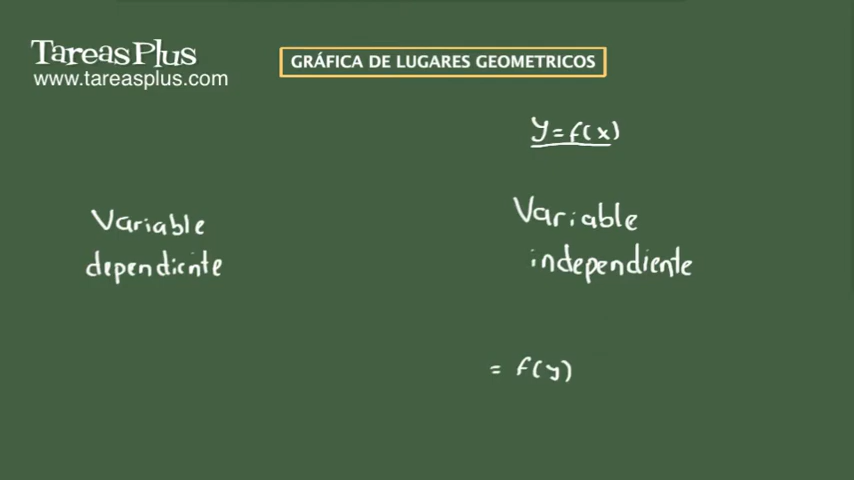 TareasPlus
www.tareasplus.com
GRÁFICA DE LUGARES GEOMETRICOS
y=f(x)
Variable
dependiente
Variable
independiente
= f(y)